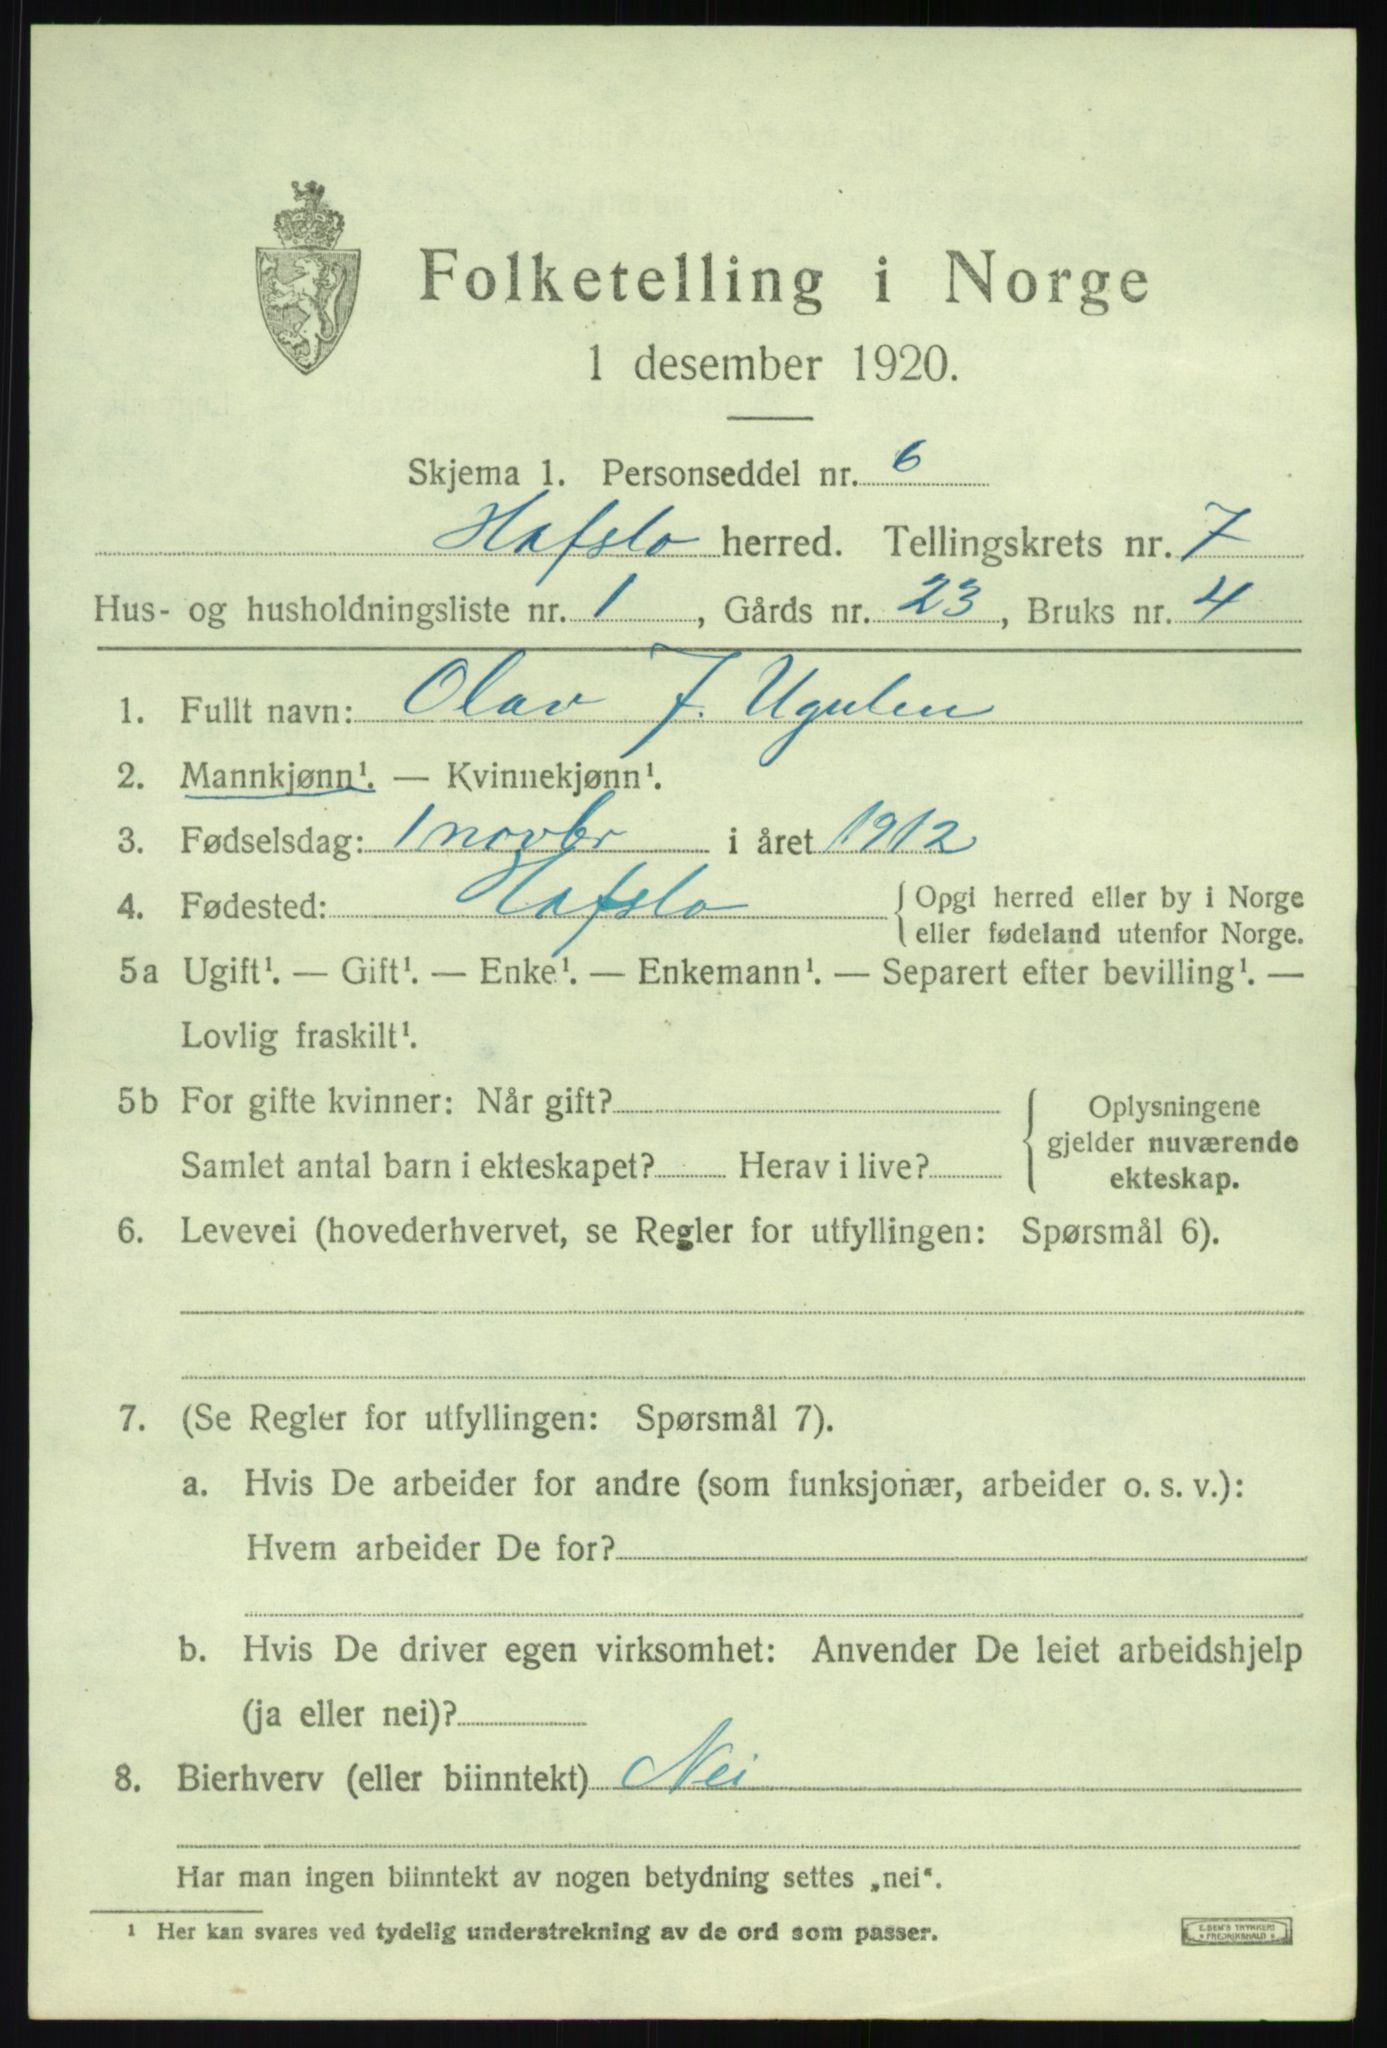 Folketelling i Norge
1 desember 1920.
Skjema 1. Personseddel nr. 6
Hafslo herred. Tellingskrets nr. 7
Hus- og husholdningsliste nr. 1, Gårds nr. 23, Bruks nr. 4
1. Fullt navn: Olav J. Ugulen
2. Mannkjønn¹. — Kvinnekjønn¹.
3. Fødselsdag: 1 novbr i året 1912
4. Fødested: Hafslo { Opgi herred eller by i Norge
eller fødeland utenfor Norge.
5a Ugift¹. — Gift¹. — Enke¹. — Enkemann¹. — Separert efter bevilling¹. —
Lovlig fraskilt¹.
5b For gifte kvinner: Når gift?
Samlet antal barn i ekteskapet? Herav i live?
Oplysningene
gjelder nuværende
ekteskap.
6. Levevei (hovederhvervet, se Regler for utfyllingen: Spørsmål 6).
7. (Se Regler for utfyllingen: Spørsmål 7).
a. Hvis De arbeider for andre (som funksjonær, arbeider o. s. v.):
Hvem arbeider De for?
b. Hvis De driver egen virksomhet: Anvender De leiet arbeidshjelp
(ja eller nei)?
8. Bierhverv (eller biinntekt) Nei
Har man ingen biinntekt av nogen betydning settes „nei“.
¹ Her kan svares ved tydelig understrekning av de ord som passer.
E. SEM'S TRYKKERI
FREDRIKSHALD